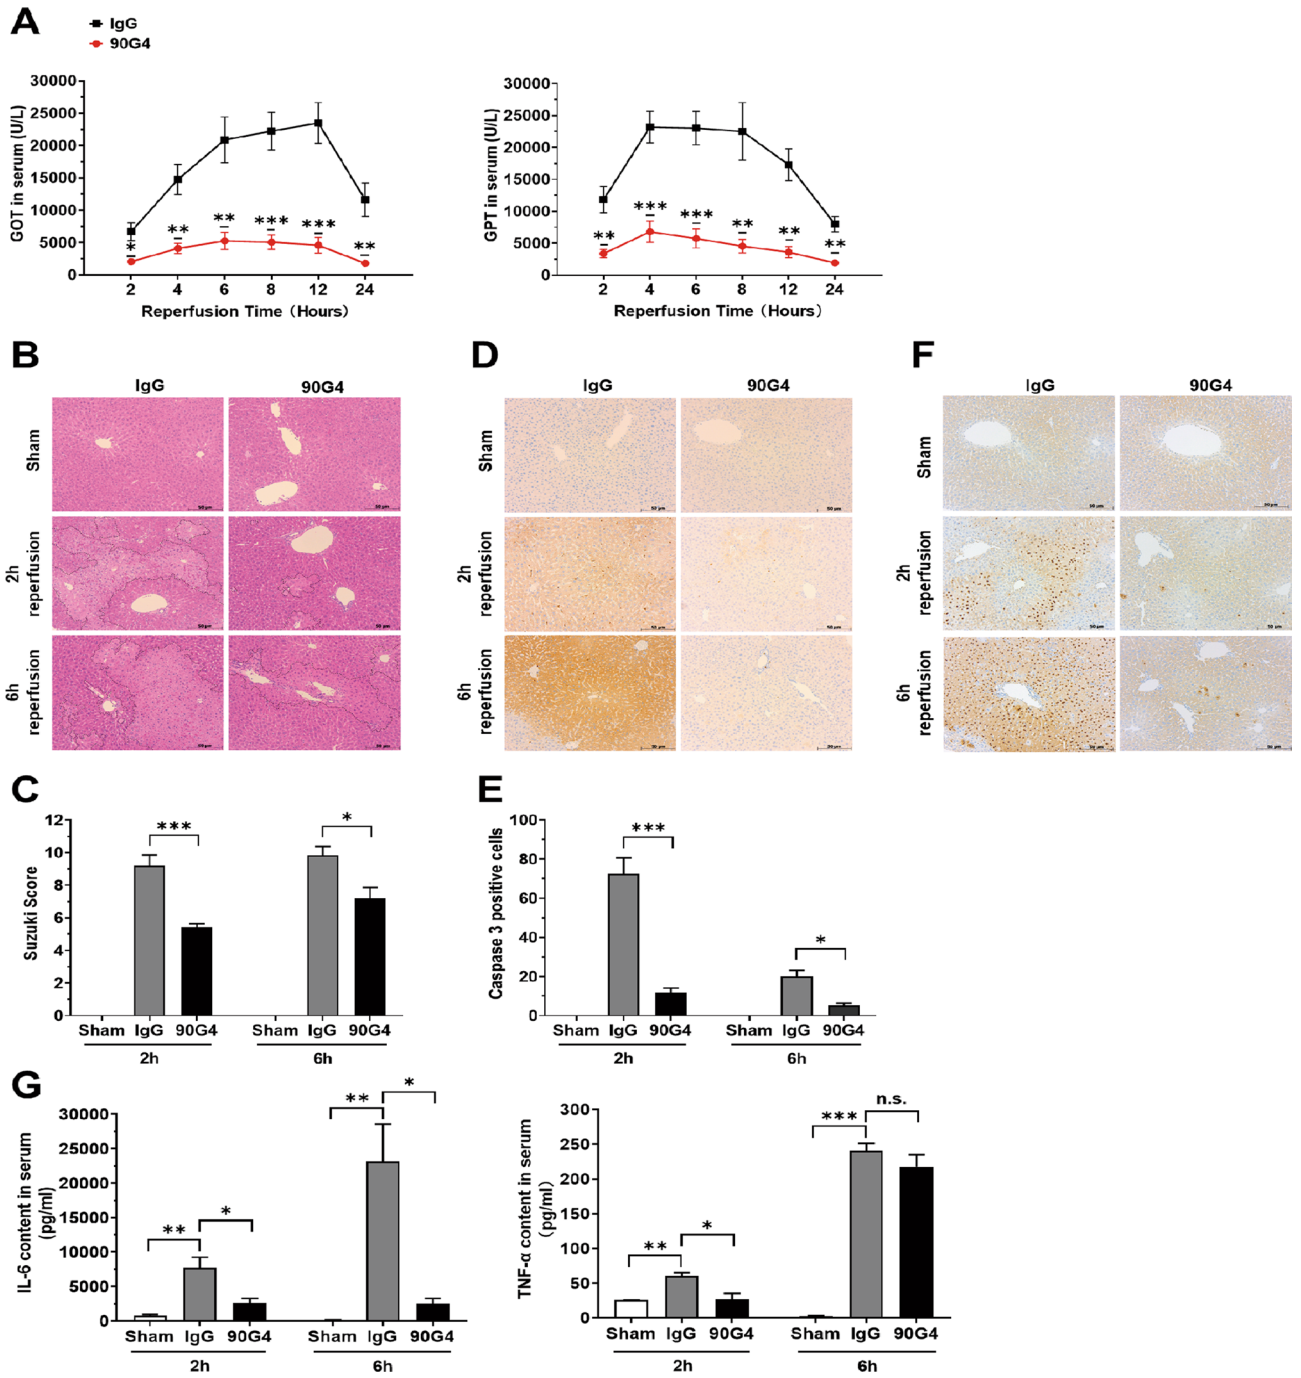 A
IgG
90G4
GOT in serum (U/L)
30000
25000
20000
15000
10000
5000
0
* ** ** *** *** **
2 4 6 8 12 24
Reperfusion Time（Hours）
GPT in serum (U/L)
30000
25000
20000
15000
10000
5000
0
** *** *** ** ** **
2 4 6 8 12 24
Reperfusion Time（Hours）
B
IgG 90G4
Sham
2h
reperfusion
6h
reperfusion
50 µm
D
IgG 90G4
Sham
2h
reperfusion
6h
reperfusion
50 µm
F
IgG 90G4
Sham
2h
reperfusion
6h
reperfusion
50 µm
C
Suzuki Score
12
10
8
6
4
2
0
*** *
Sham IgG 90G4 Sham IgG 90G4
2h 6h
E
Caspase 3 positive cells
100
80
60
40
20
0
*** *
Sham IgG 90G4 Sham IgG 90G4
2h 6h
G
IL-6 content in serum
(pg/ml)
30000
25000
20000
15000
10000
5000
0
** * ** *
Sham IgG 90G4 Sham IgG 90G4
2h 6h
TNF-α content in serum
（pg/ml）
300
250
200
150
100
50
0
** * *** n.s.
Sham IgG 90G4 Sham IgG 90G4
2h 6h